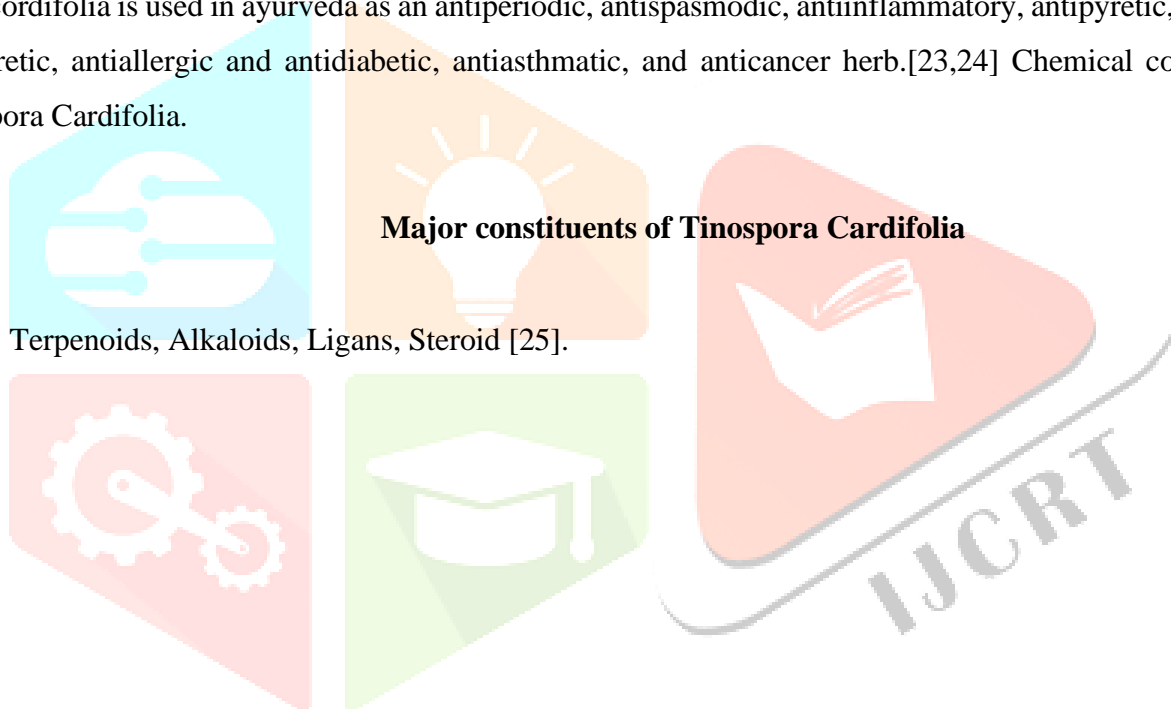 cordifolia is used in ayurveda as an antiperiodic, antispasmodic, antiinflammatory, antipyretic,
retic, antiallergic and antidiabetic, antiasthmatic, and anticancer herb.[23,24] Chemical co
ora Cardifolia.
Major constituents of Tinospora Cardifolia
Terpenoids, Alkaloids, Ligans, Steroid [25].
IJCRT